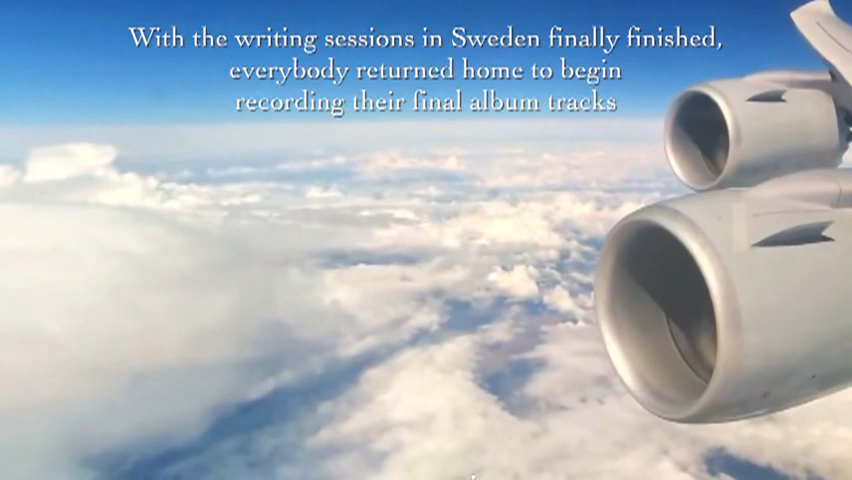 With the writing sessions in Sweden finally finished,
everybody returned home to begin
recording their final album tracks